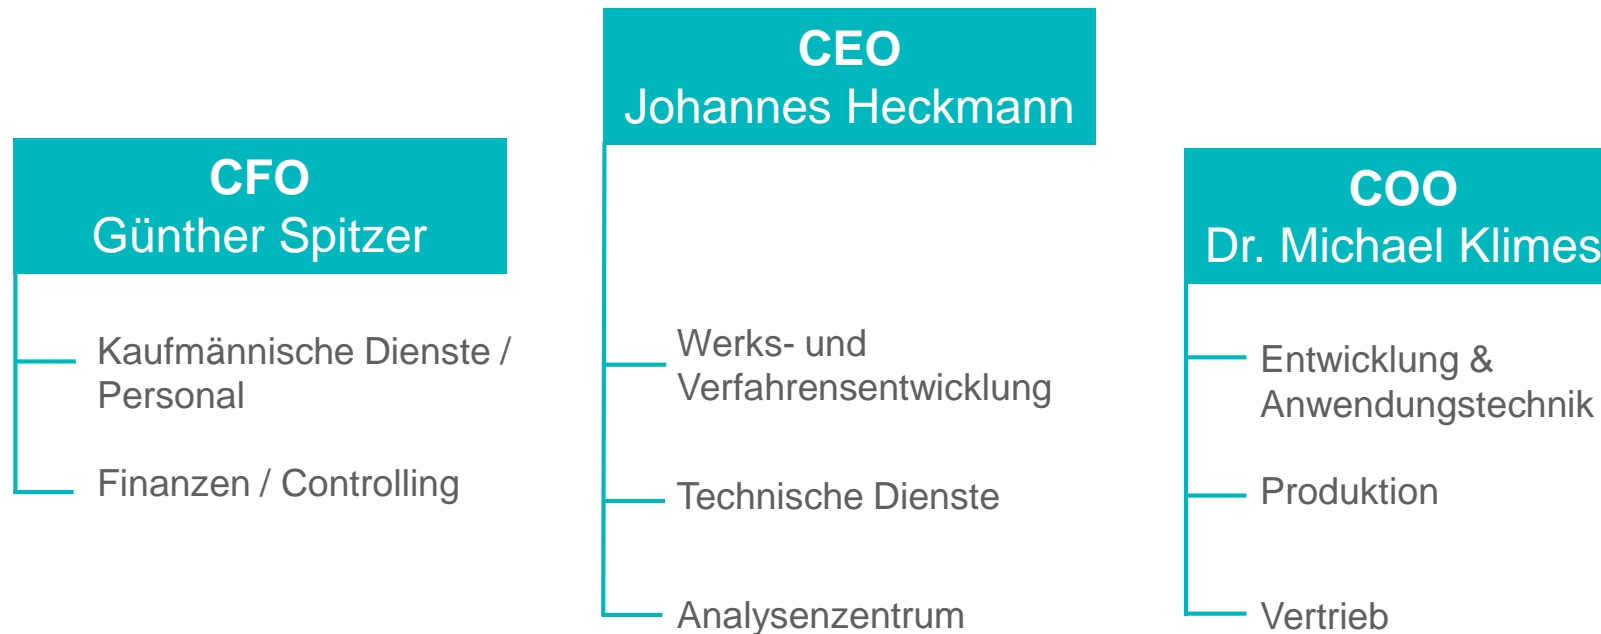 CEO
Johannes Heckmann
CFO
Günther Spitzer
COO
Dr. Michael Klimes
Kaufmännische Dienste /
Personal
Finanzen / Controlling
Werks- und
Verfahrensentwicklung
Technische Dienste
Analysenzentrum
Entwicklung &
Anwendungstechnik
Produktion
Vertrieb